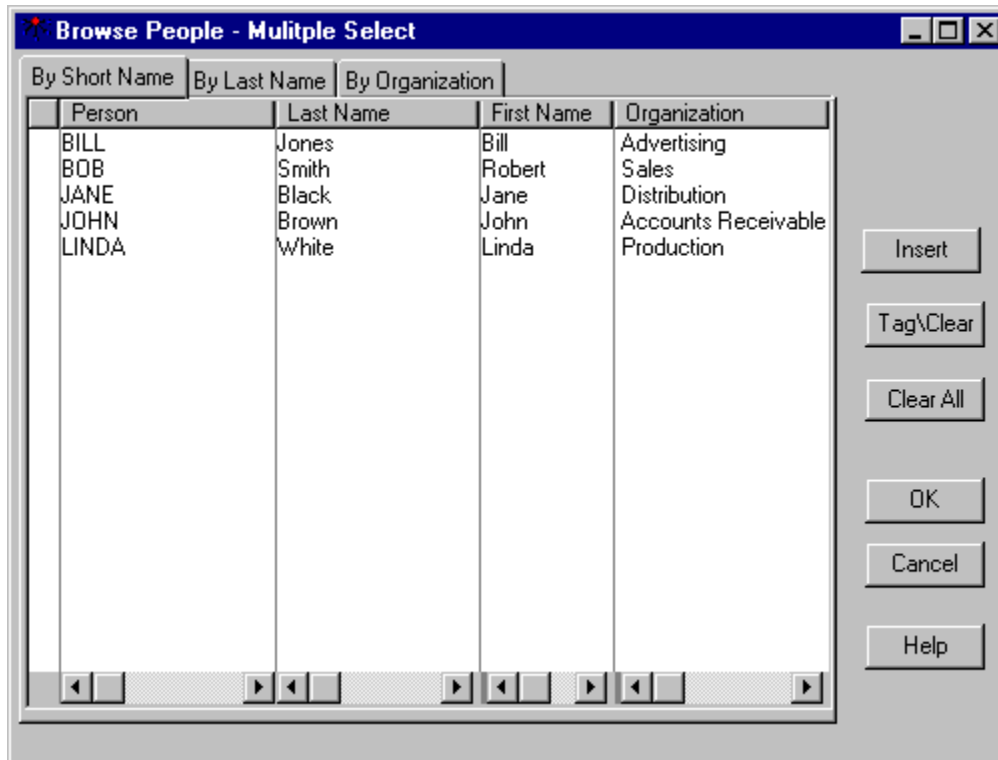 Browse People - Mulitple Select
By Short Name By Last Name By Organization
Person Last Name First Name Organization
BILL Jones Bill Advertising
BOB Smith Robert Sales
JANE Black Jane Distribution
JOHN Brown John Accounts Receivable
LINDA White Linda Production
Insert
Tag\Clear
Clear All
OK
Cancel
Help